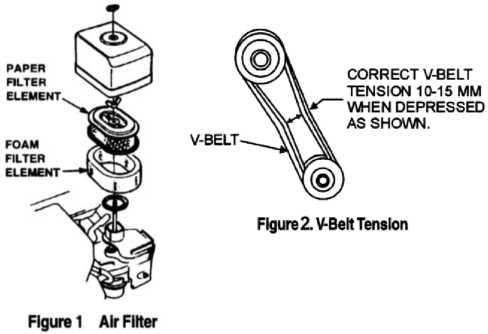 PAPER
FILTER
ELEMENT
FOAM
FILTER
ELEMENT
Figure 1 Air Filter
CORRECT V-BELT
TENSION 10-15 MM
WHEN DEPRESSED
AS SHOWN.
V-BELT
Figure 2. V-Belt Tension